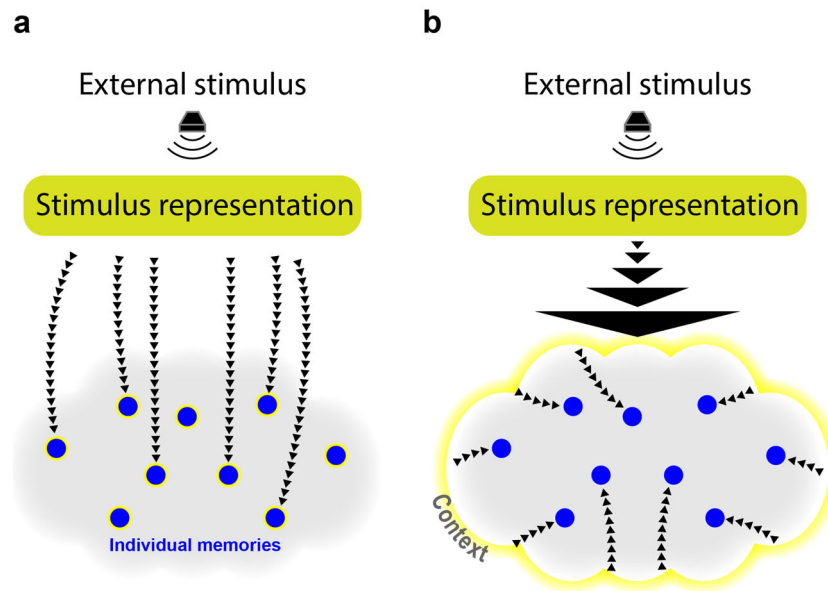 a
External stimulus
Stimulus representation
Individual memories
b
External stimulus
Stimulus representation
Context